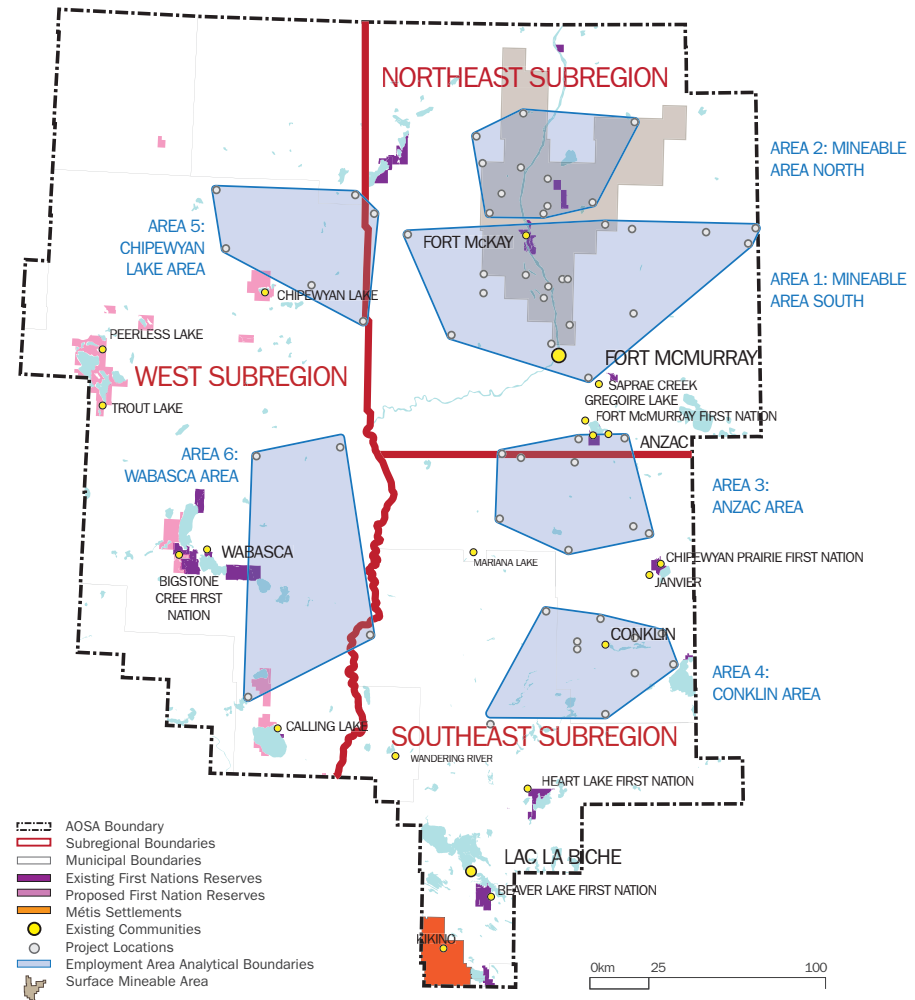 NORTHEAST SUBREGION
AREA 2: MINEABLE
AREA NORTH
AREA 5:
CHIPEWYAN
LAKE AREA
FORT McKAY
AREA 1: MINEABLE
AREA SOUTH
CHIPEWYAN LAKE
PEERLESS LAKE
FORT MCMURRAY
WEST SUBREGION
SAPRAE CREEK
GREGOIRE LAKE
TROUT LAKE
FORT McMURRAY FIRST NATION
ANZAC
AREA 6:
WABASCA AREA
AREA 3:
ANZAC AREA
WABASCA
CHIPEWYAN PRAIRIE FIRST NATION
MARIANA LAKE
JANVIER
BIGSTONE
CREE FIRST
NATION
CONKLIN
AREA 4:
CONKLIN AREA
CALLING LAKE
SOUTHEAST SUBREGION
WANDERING RIVER
HEART LAKE FIRST NATION
LAC LA BICHE
BEAVER LAKE FIRST NATION
KIKINO
AOSA Boundary
Subregional Boundaries
Municipal Boundaries
Existing First Nations Reserves
Proposed First Nation Reserves
Métis Settlements
Existing Communities
Project Locations
Employment Area Analytical Boundaries
Surface Mineable Area
0km 25 100